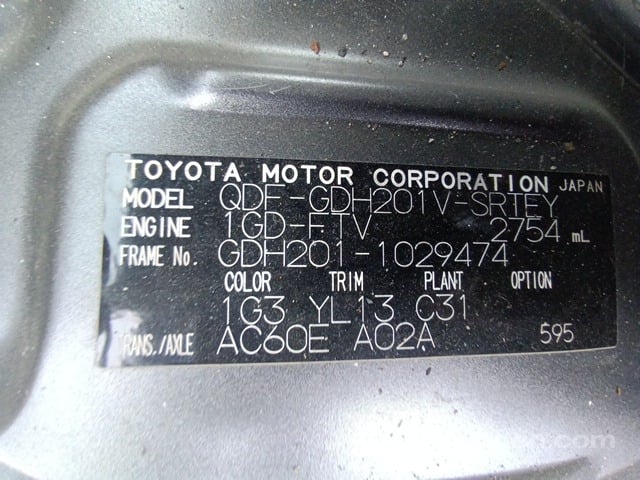 TOYOTA MOTOR CORPORATION JAPAN
MODEL QDF-GDH201V-SRTEY
ENGINE 1GD-FTV 2754 mL
FRAME No. GDH201-1029474
COLOR TRIM PLANT OPTION
1G3 YL13 C31
TRANS./AXLE AC60E A02A 595